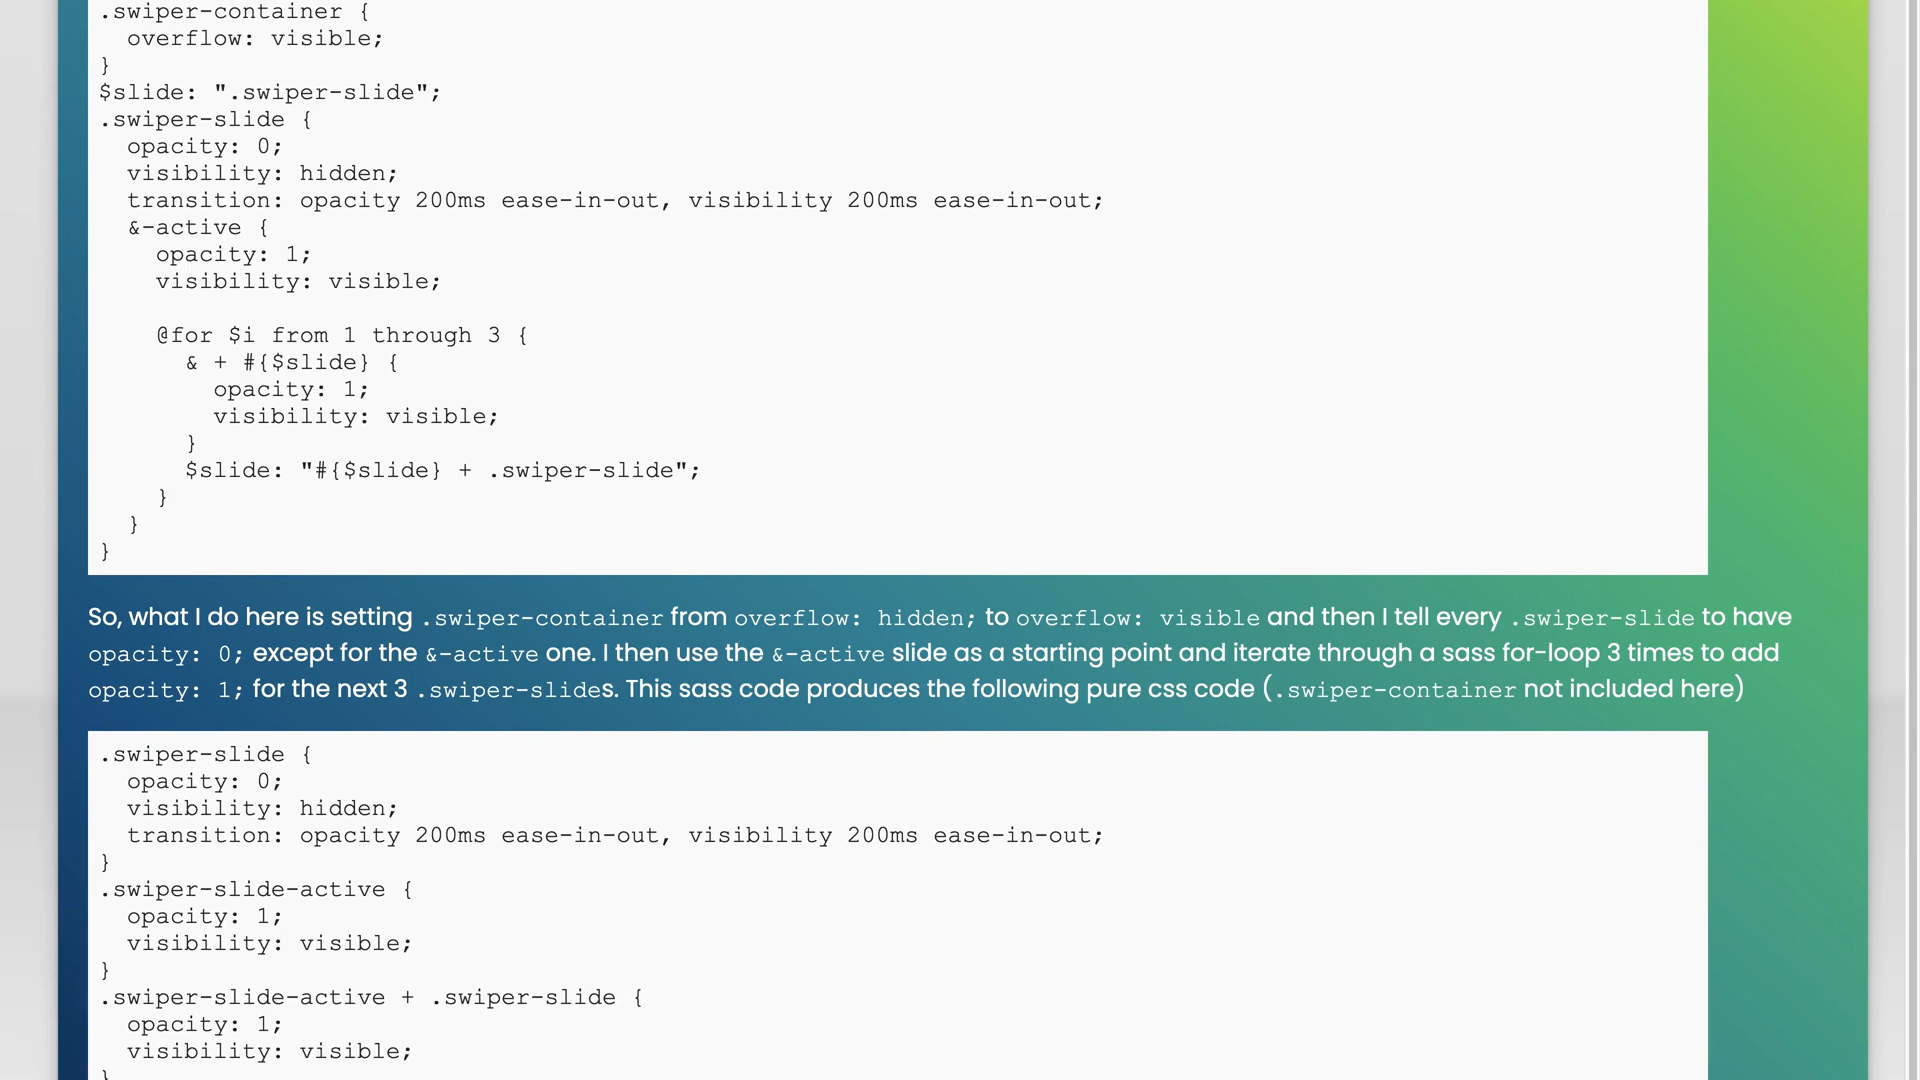 .swiper-container {
  overflow: visible;
}
$slide: ".swiper-slide";
.swiper-slide {
  opacity: 0;
  visibility: hidden;
  transition: opacity 200ms ease-in-out, visibility 200ms ease-in-out;
  &-active {
    opacity: 1;
    visibility: visible;

    @for $i from 1 through 3 {
      & + #{$slide} {
        opacity: 1;
        visibility: visible;
      }
      $slide: "#{$slide} + .swiper-slide";
    }
  }
}
So, what I do here is setting .swiper-container from overflow: hidden; to overflow: visible and then I tell every .swiper-slide to have
opacity: 0; except for the &-active one. I then use the &-active slide as a starting point and iterate through a sass for-loop 3 times to add
opacity: 1; for the next 3 .swiper-slides. This sass code produces the following pure css code (.swiper-container not included here)
.swiper-slide {
  opacity: 0;
  visibility: hidden;
  transition: opacity 200ms ease-in-out, visibility 200ms ease-in-out;
}
.swiper-slide-active {
  opacity: 1;
  visibility: visible;
}
.swiper-slide-active + .swiper-slide {
  opacity: 1;
  visibility: visible;
}